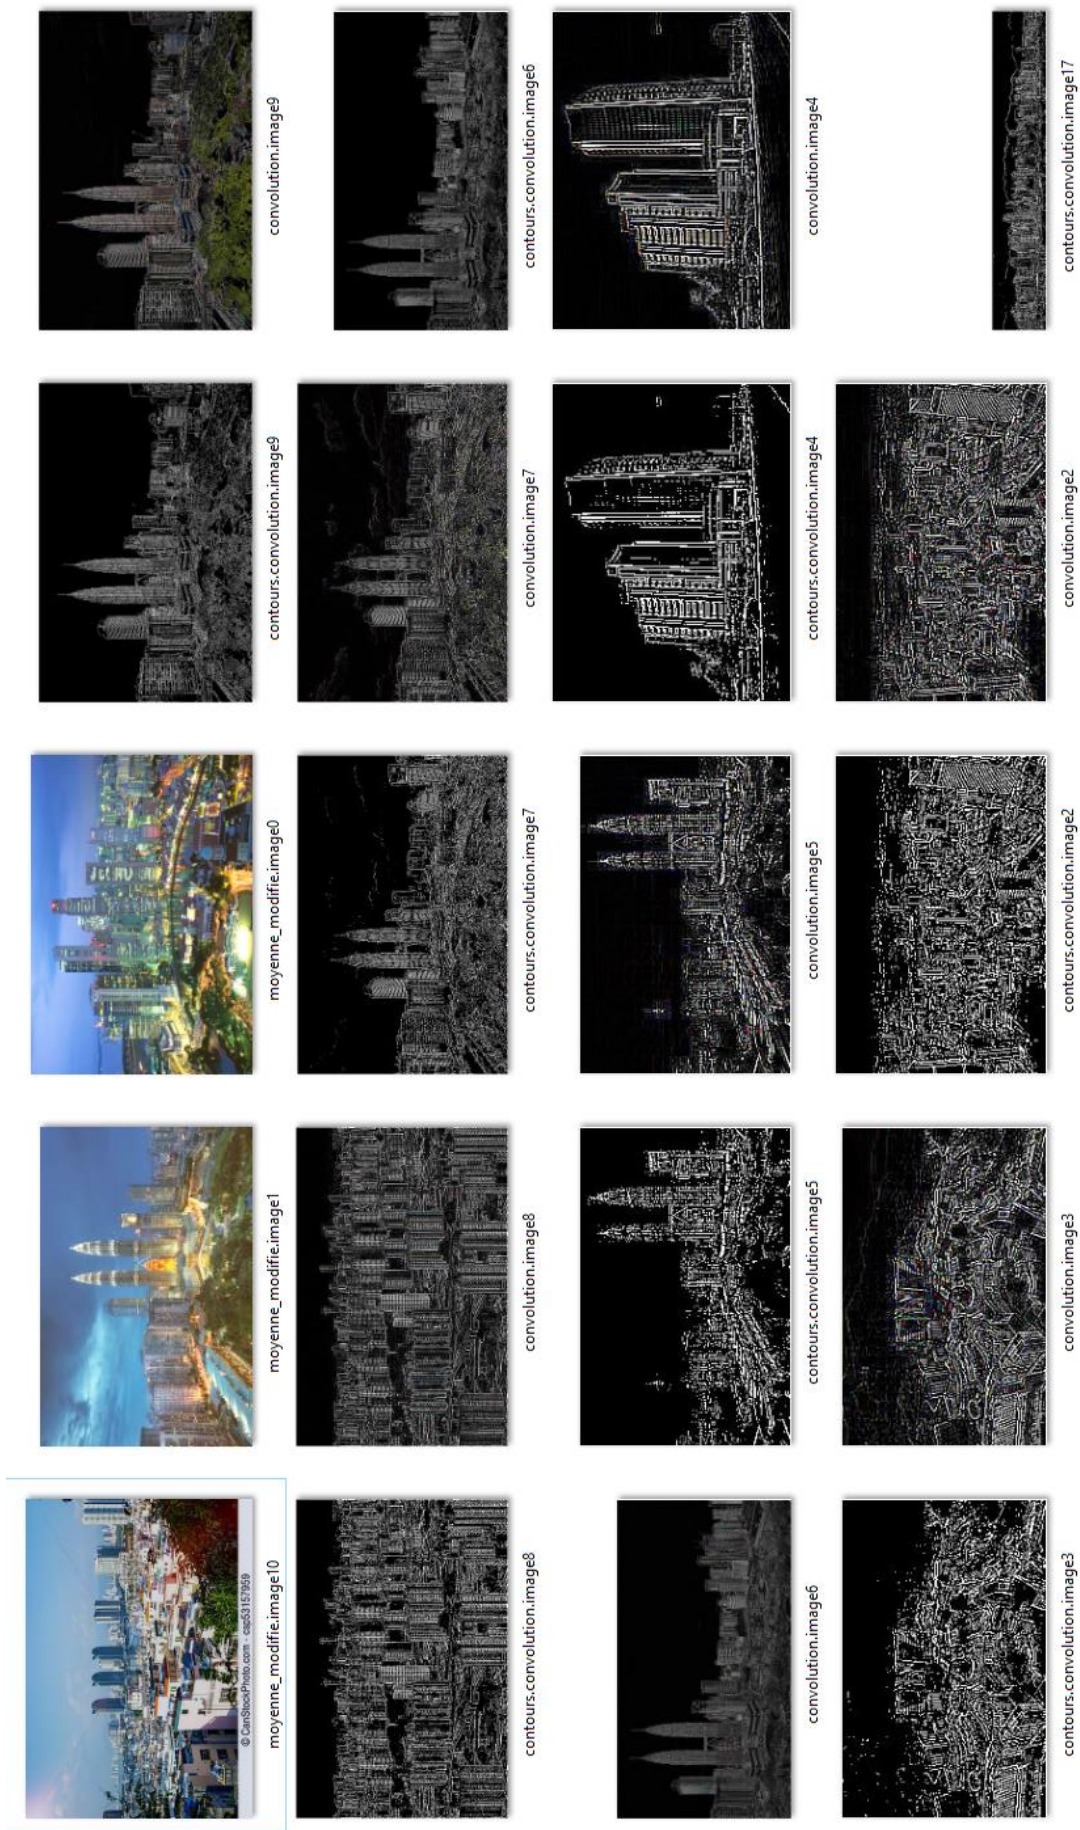 © CanStockPhoto.com - csp53157959
moyenne_modifie.image10
moyenne_modifie.image1
moyenne_modifie.image0
contours.convolution.image9
convolution.image9
contours.convolution.image8
convolution.image8
contours.convolution.image7
convolution.image7
contours.convolution.image6
convolution.image6
contours.convolution.image5
convolution.image5
contours.convolution.image4
convolution.image4
contours.convolution.image3
convolution.image3
contours.convolution.image2
convolution.image2
contours.convolution.image17